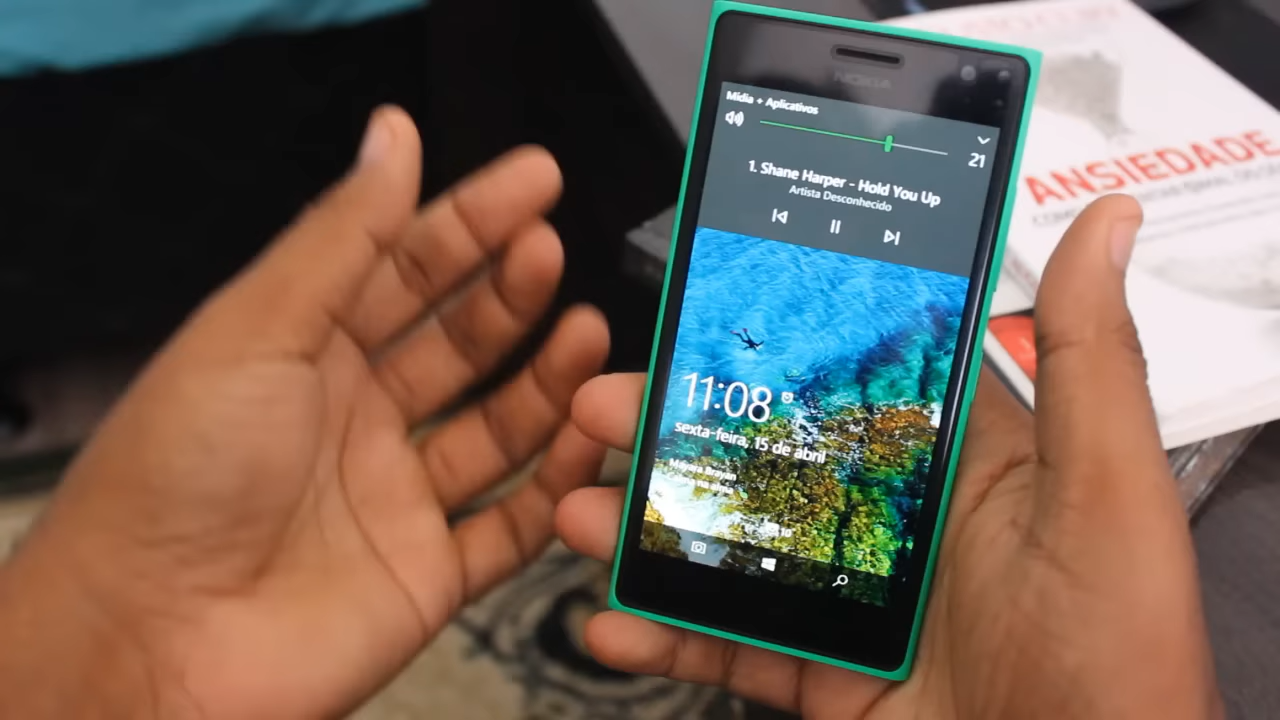 NOKIA
Mídia + Aplicativos
21
1. Shane Harper - Hold You Up
Artista Desconhecido
11:08
sexta-feira, 15 de abril
ANSIEDADE